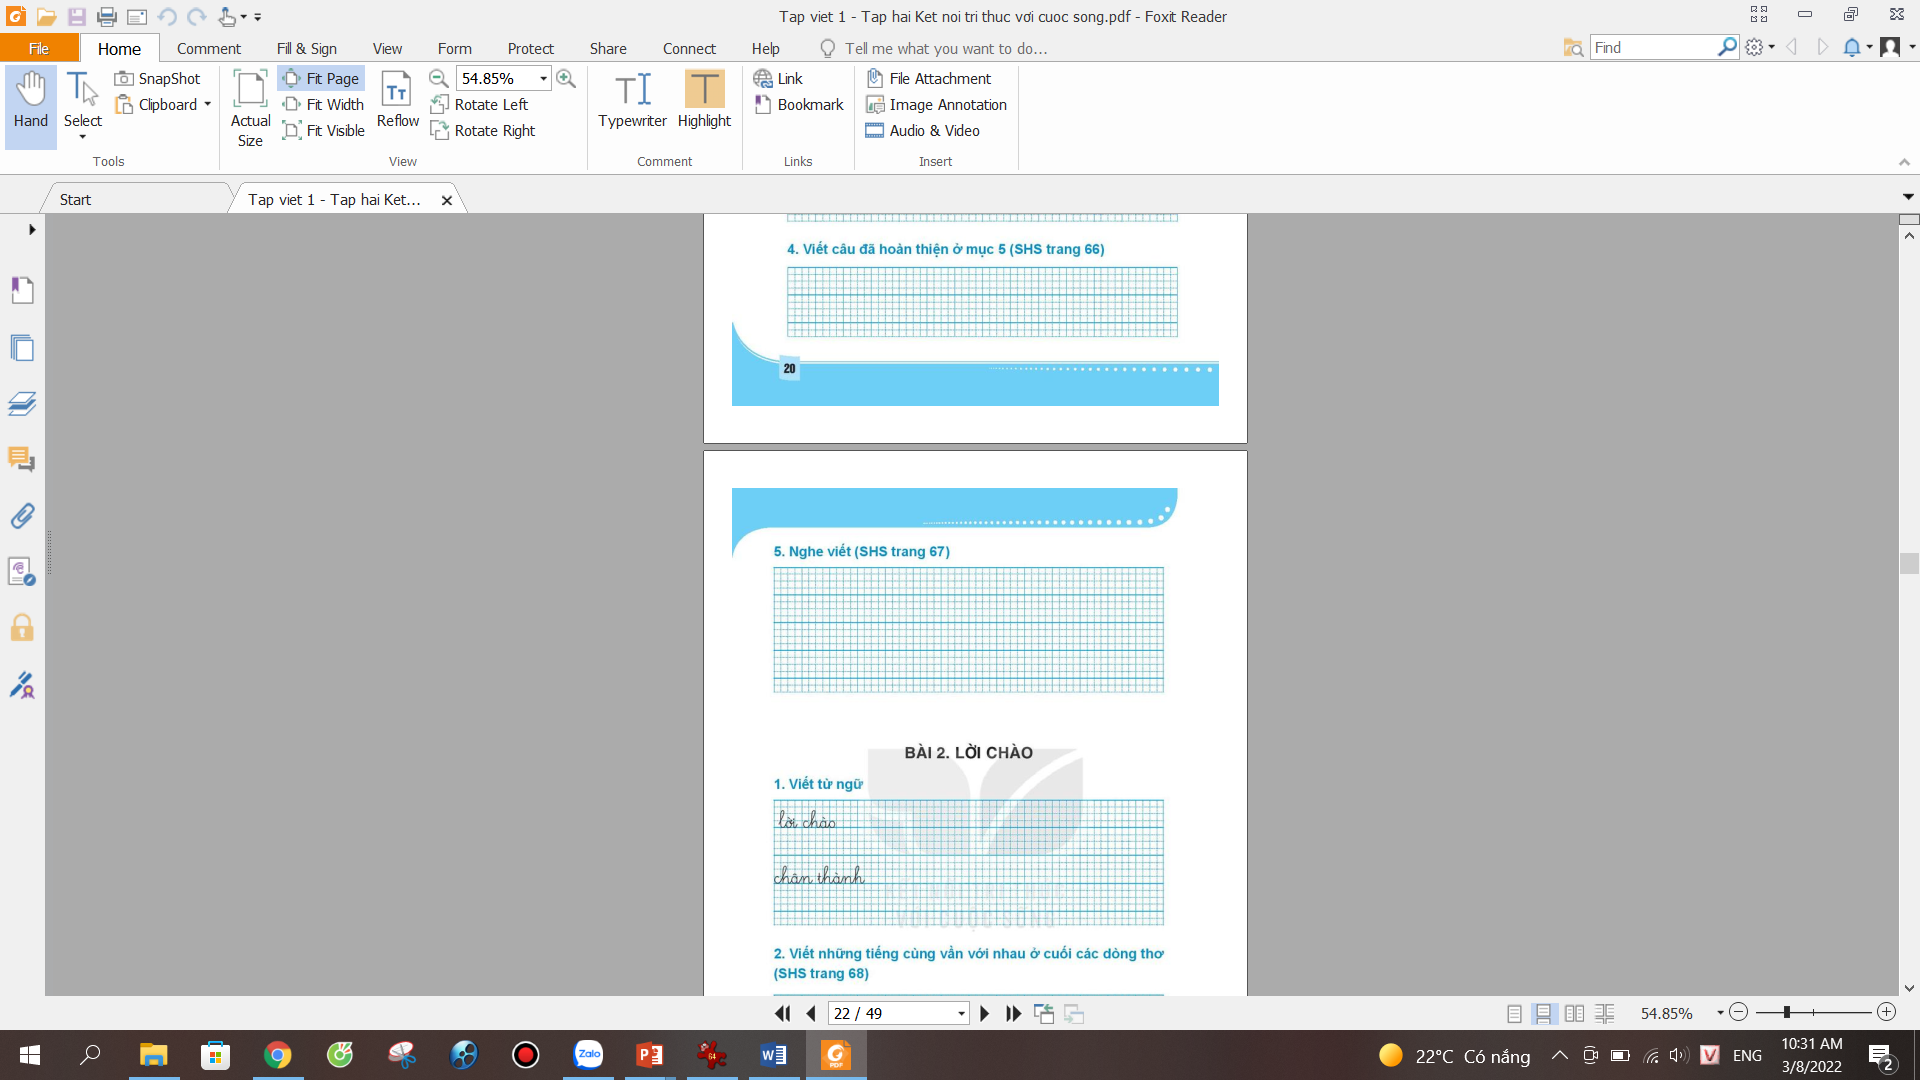 Tap viet 1 - Tap hai Ket noi tri thuc voi cuoc song.pdf - Foxit Reader
File Home Comment Fill & Sign View Form Protect Share Connect Help Tell me what you want to do... Find
Hand
Select
SnapShot
Clipboard
Tools
Actual Size
Fit Page
Fit Width
Fit Visible
Reflow
54.85%
Rotate Left
Rotate Right
View
Typewriter
Highlight
Comment
Link
Bookmark
Links
File Attachment
Image Annotation
Audio & Video
Insert
Start
Tap viet 1 - Tap hai Ket...
4. Viết câu đã hoàn thiện ở mục 5 (SHS trang 66)
20
5. Nghe viết (SHS trang 67)
BÀI 2. LỜI CHÀO
1. Viết từ ngữ
lời chào
chân thành
VỚI CUỘC SỐNG
2. Viết những tiếng cùng vần với nhau ở cuối các dòng thơ
(SHS trang 68)
22 / 49
54.85%
Zalo
64
PDF
22°C Có nắng
ENG
10:31 AM
3/8/2022
2